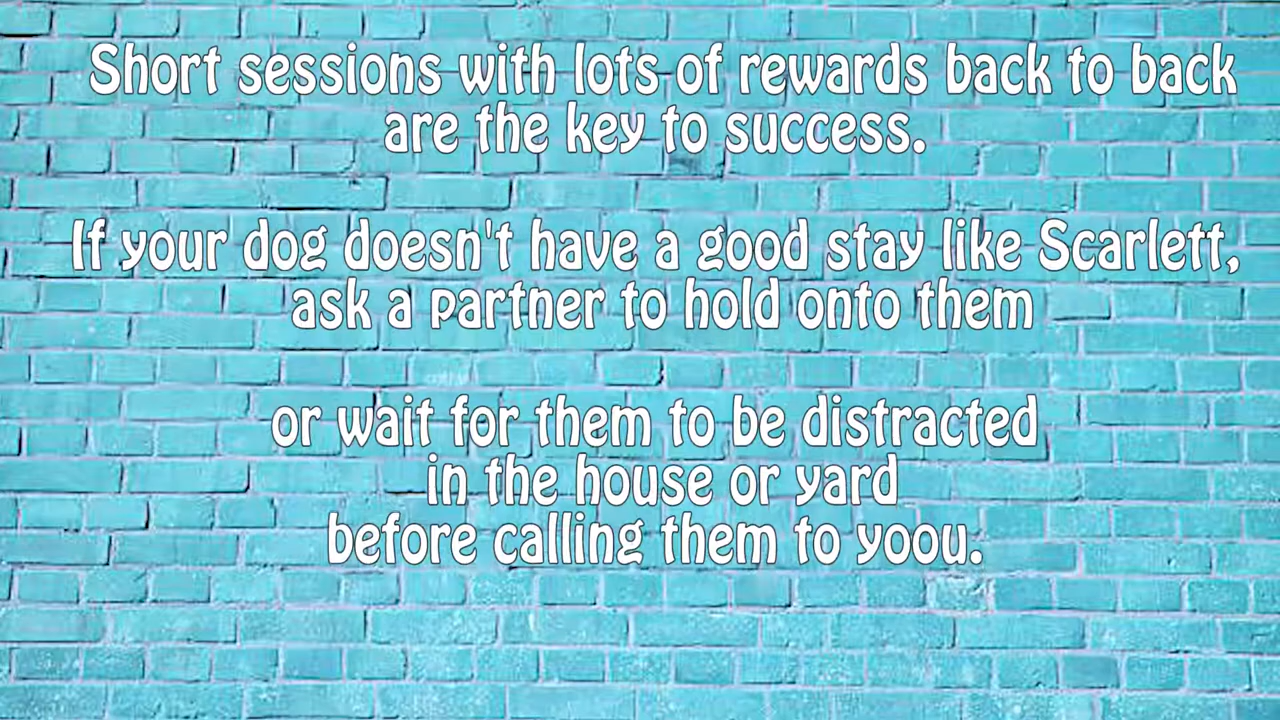 Short sessions with lots of rewards back to back
are the key to success.
If your dog doesn't have a good stay like Scarlett,
ask a partner to hold onto them
or wait for them to be distracted
in the house or yard
before calling them to yoou.